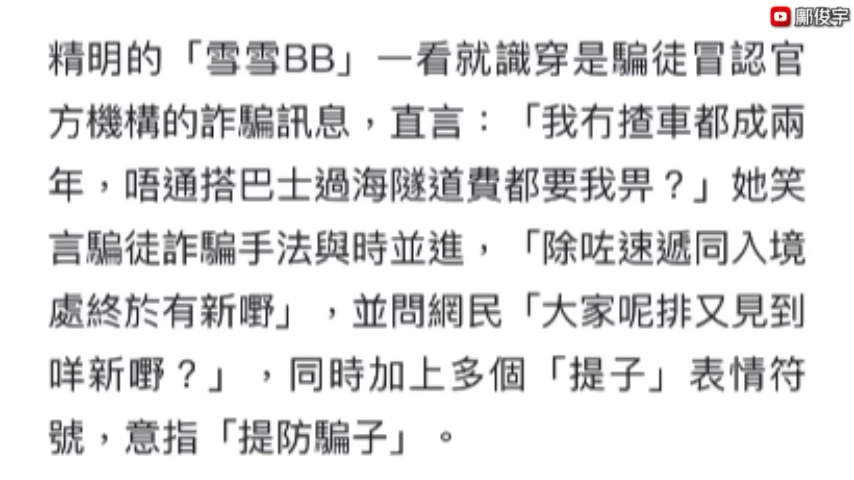 鄺俊宇
精明的「雪雪BB」一看就識穿是騙徒冒認官
方機構的詐騙訊息，直言：「我冇揸車都成兩
年，唔通搭巴士過海隧道費都要我畀？」她笑
言騙徒詐騙手法與時並進，「除咗速遞同入境
處終於有新嘢」，並問網民「大家呢排又見到
咩新嘢？」，同時加上多個「提子」表情符
號，意指「提防騙子」。